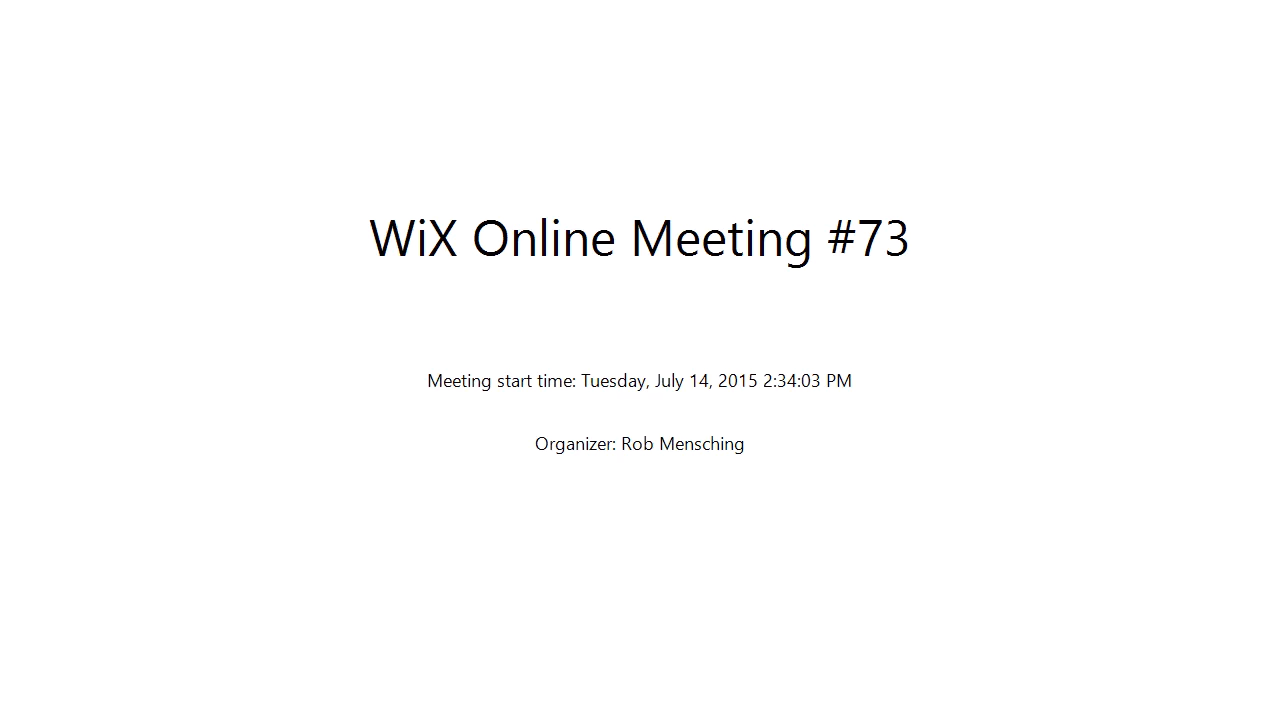 WiX Online Meeting #73
Meeting start time: Tuesday, July 14, 2015 2:34:03 PM
Organizer: Rob Mensching